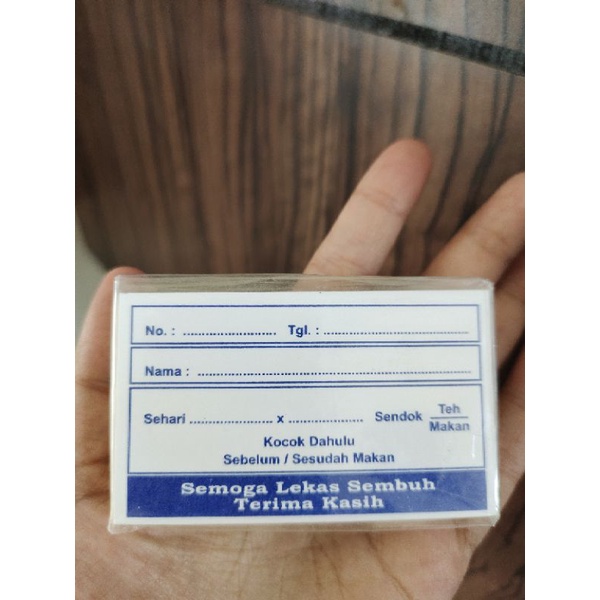 No. : .......................... Tgl. : ........................................
Nama : ...........................................................................
Sehari ....................... x ..................... Sendok Teh
Makan
Kocok Dahulu
Sebelum / Sesudah Makan
Semoga Lekas Sembuh
Terima Kasih